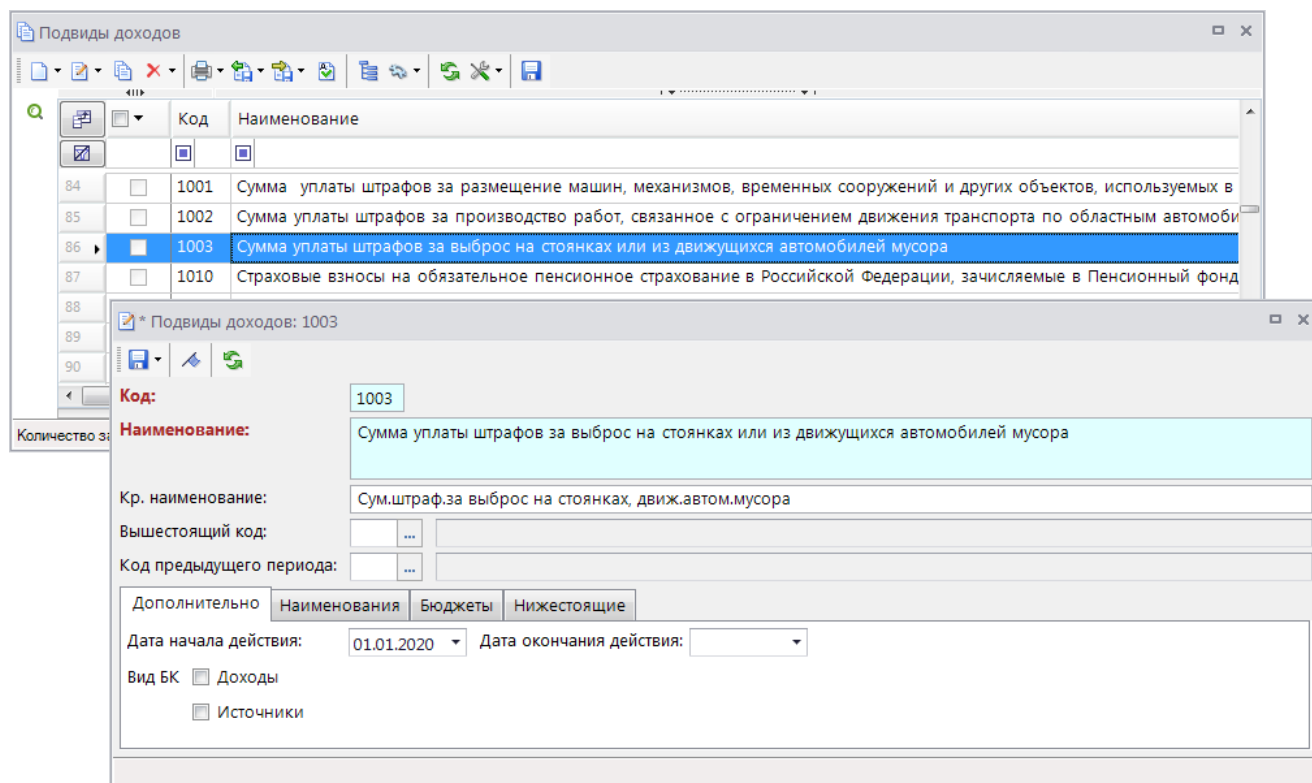 Подвиды доходов
Код Наименование
84 1001 Сумма уплаты штрафов за размещение машин, механизмов, временных сооружений и других объектов, используемых в
85 1002 Сумма уплаты штрафов за производство работ, связанное с ограничением движения транспорта по областным автомоби
86 1003 Сумма уплаты штрафов за выброс на стоянках или из движущихся автомобилей мусора
87 1010 Страховые взносы на обязательное пенсионное страхование в Российской Федерации, зачисляемые в Пенсионный фонд
88
89
90
Количество за
* Подвиды доходов: 1003
Код: 1003
Наименование: Сумма уплаты штрафов за выброс на стоянках или из движущихся автомобилей мусора
Кр. наименование: Сум.штраф.за выброс на стоянках, движ.автом.мусора
Вышестоящий код: ...
Код предыдущего периода: ...
Дополнительно Наименования Бюджеты Нижестоящие
Дата начала действия: 01.01.2020 Дата окончания действия:
Вид БК Доходы
Источники